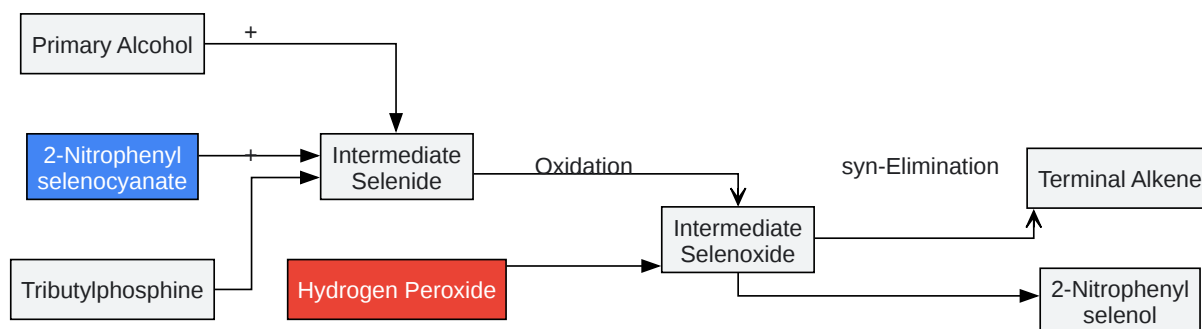 Primary Alcohol
+
2-Nitrophenyl
selenocyanate
+
Intermediate
Selenide
Oxidation
syn-Elimination
Terminal Alkene
Intermediate
Selenoxide
Tributylphosphine
Hydrogen Peroxide
2-Nitrophenyl
selenol